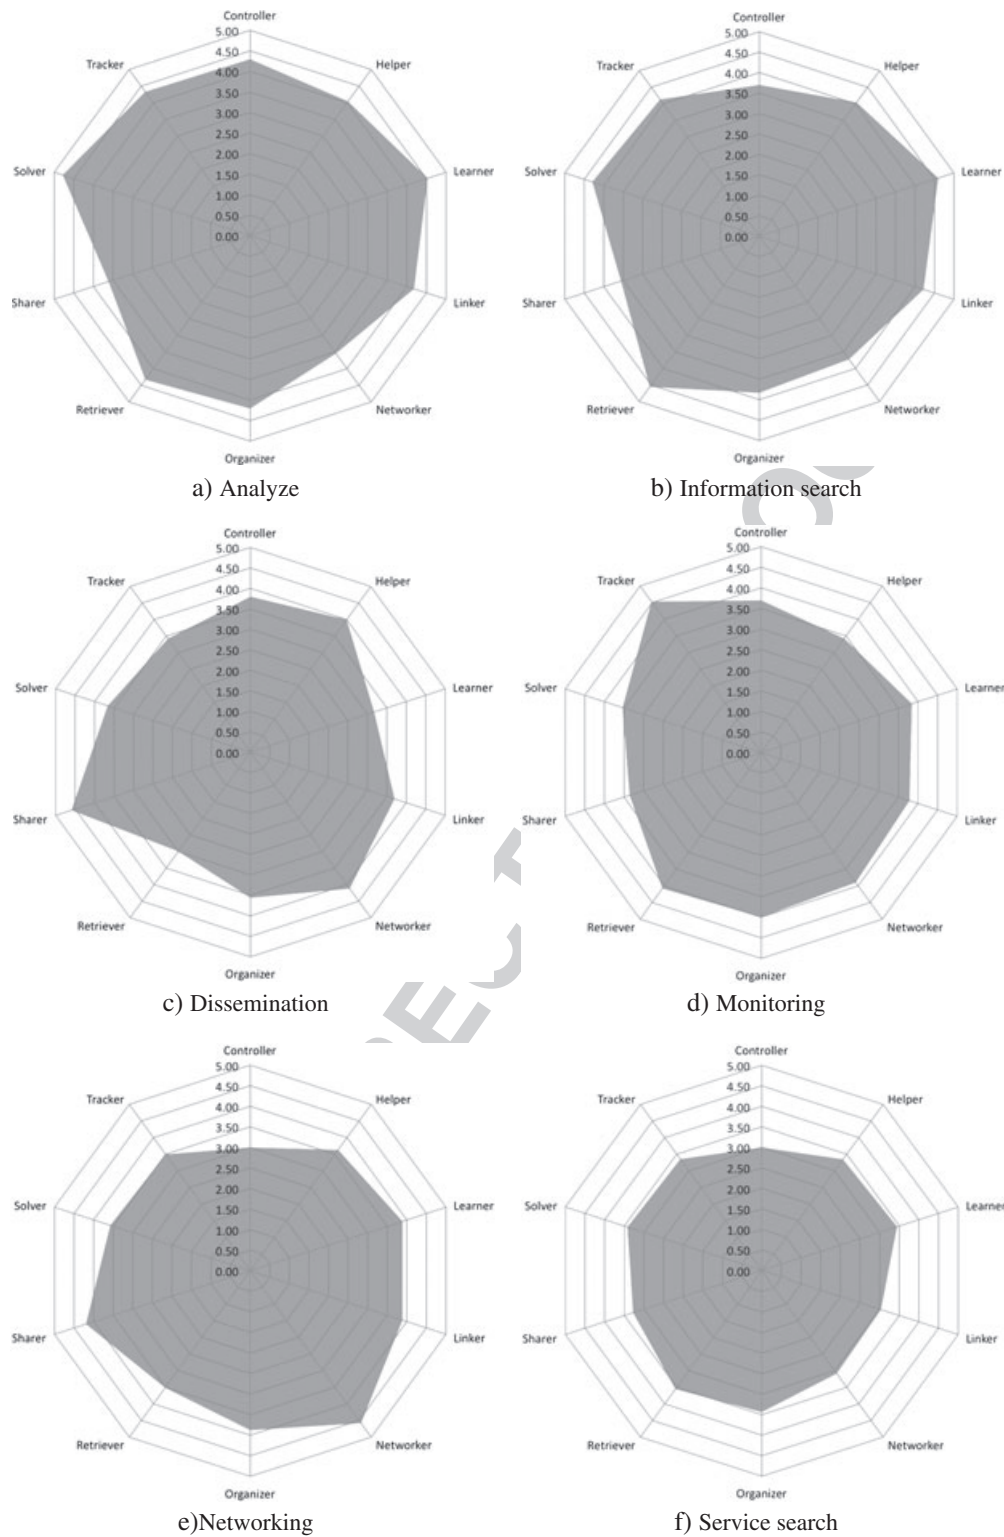 Controller
5.00
4.50
4.00
3.50
3.00
2.50
2.00
1.50
1.00
0.50
0.00
Helper
Learner
Linker
Networker
Organizer
Retriever
Sharer
Solver
Tracker
a) Analyze
Controller
5.00
4.50
4.00
3.50
3.00
2.50
2.00
1.50
1.00
0.50
0.00
Helper
Learner
Linker
Networker
Organizer
Retriever
Sharer
Solver
Tracker
b) Information search
Controller
5.00
4.50
4.00
3.50
3.00
2.50
2.00
1.50
1.00
0.50
0.00
Helper
Learner
Linker
Networker
Organizer
Retriever
Sharer
Solver
Tracker
c) Dissemination
Controller
5.00
4.50
4.00
3.50
3.00
2.50
2.00
1.50
1.00
0.50
0.00
Helper
Learner
Linker
Networker
Organizer
Retriever
Sharer
Solver
Tracker
d) Monitoring
Controller
5.00
4.50
4.00
3.50
3.00
2.50
2.00
1.50
1.00
0.50
0.00
Helper
Learner
Linker
Networker
Organizer
Retriever
Sharer
Solver
Tracker
e)Networking
Controller
5.00
4.50
4.00
3.50
3.00
2.50
2.00
1.50
1.00
0.50
0.00
Helper
Learner
Linker
Networker
Organizer
Retriever
Sharer
Solver
Tracker
f) Service search